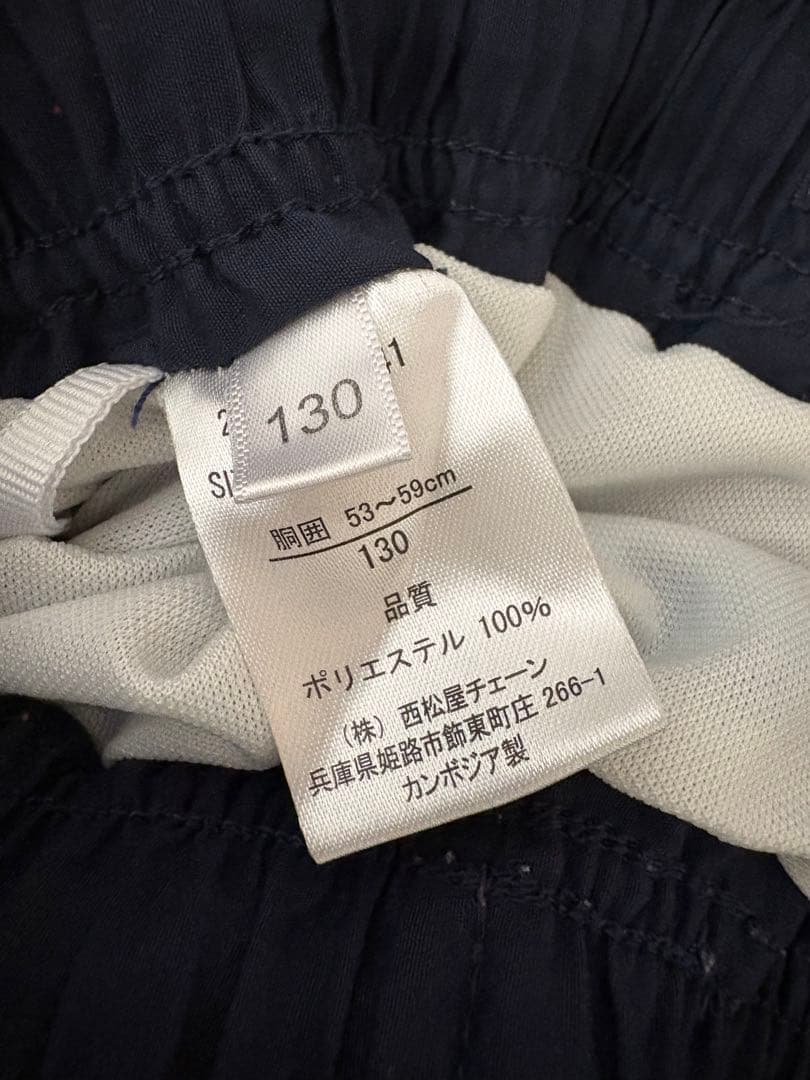 130
胴囲 53～59cm
130
品質
ポリエステル 100%
(株) 西松屋チェーン
兵庫県姫路市飾東町庄 266-1
カンボジア製